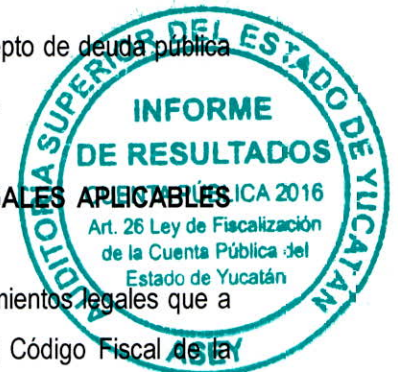 pto de deuda pública
AUDITORÍA SUPERIOR DEL ESTADO DE YUCATÁN
INFORME
DE RESULTADOS
CUENTA PÚBLICA 2016
Art. 26 Ley de Fiscalización
de la Cuenta Pública del
Estado de Yucatán
ASEY
ALES APLICABLES
mientos legales que a
Código Fiscal de la